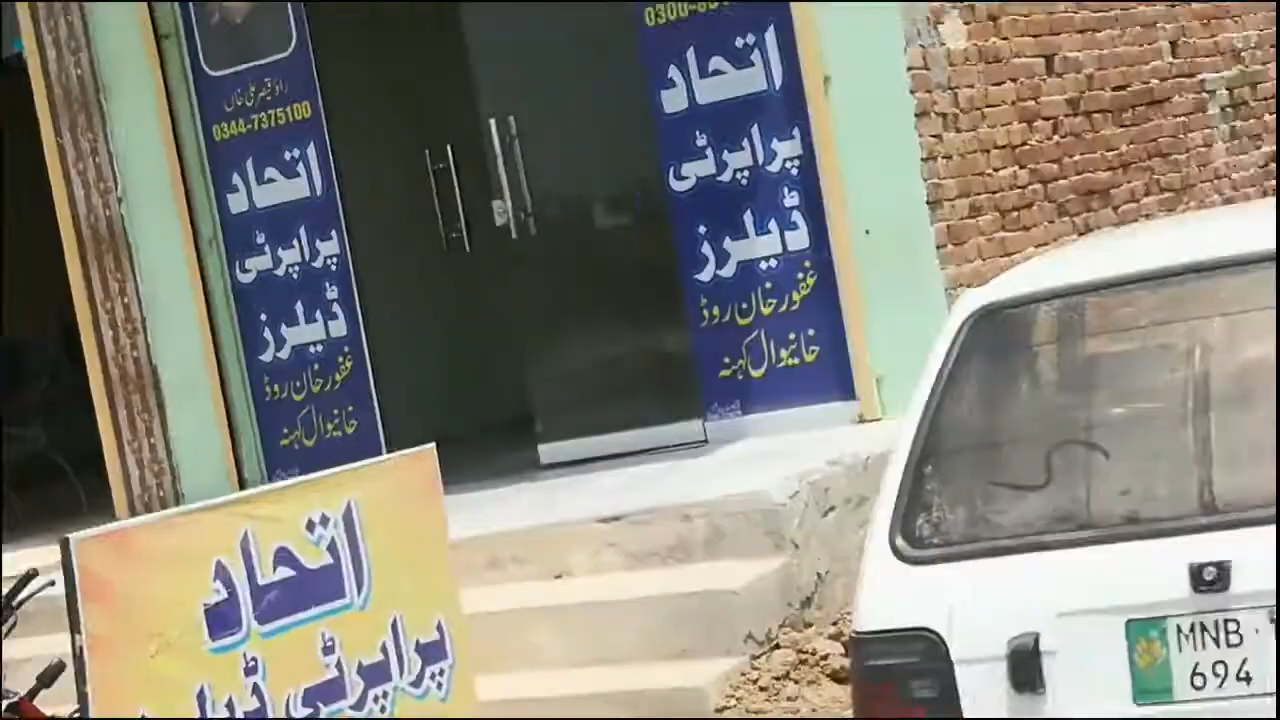 راؤ قیصر علی خاں
0344-7375100
اتحاد
پراپرٹی
ڈیلرز
غفور خان روڈ
خانیوال کہنہ
اتحاد
پراپرٹی
ڈیلرز
غفور خان روڈ
خانیوال کہنہ
اتحاد
پراپرٹی
MNB
694